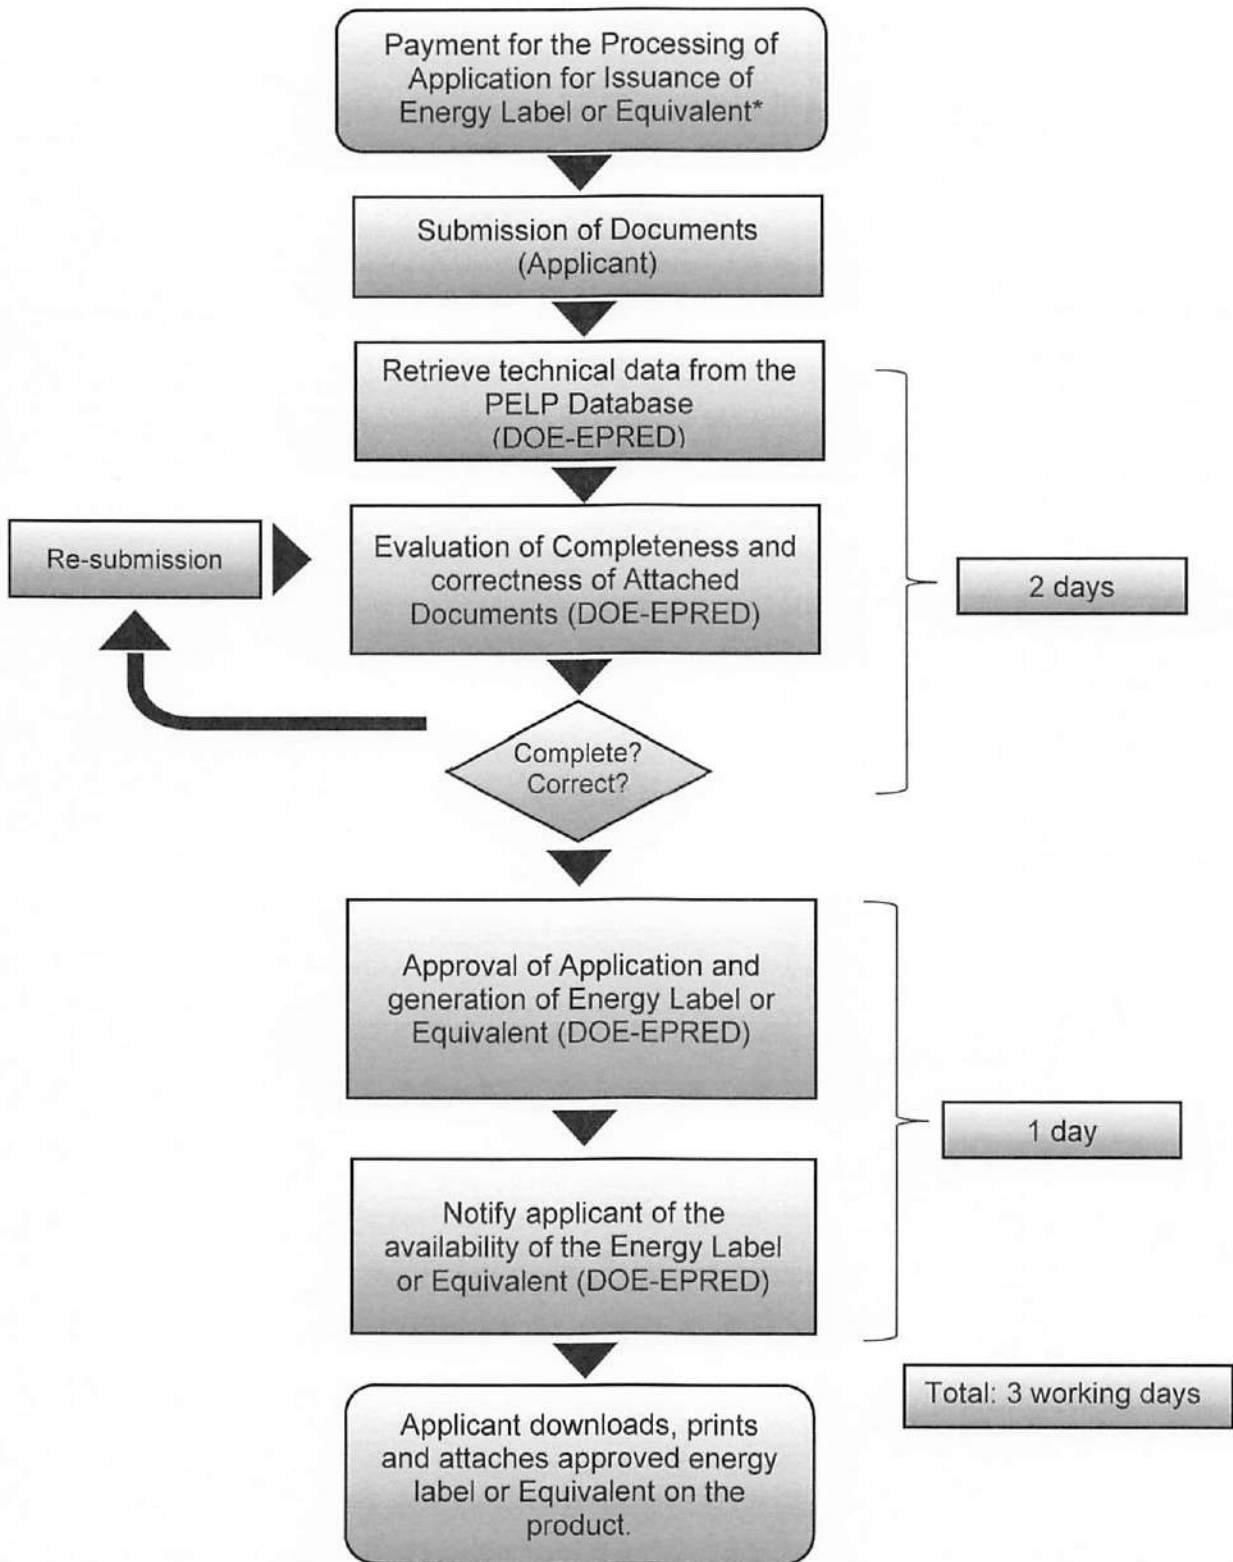 Payment for the Processing of
Application for Issuance of
Energy Label or Equivalent*
Submission of Documents
(Applicant)
Retrieve technical data from the
PELP Database
(DOE-EPRED)
Re-submission
Evaluation of Completeness and
correctness of Attached
Documents (DOE-EPRED)
2 days
Complete?
Correct?
Approval of Application and
generation of Energy Label or
Equivalent (DOE-EPRED)
1 day
Notify applicant of the
availability of the Energy Label
or Equivalent (DOE-EPRED)
Total: 3 working days
Applicant downloads, prints
and attaches approved energy
label or Equivalent on the
product.